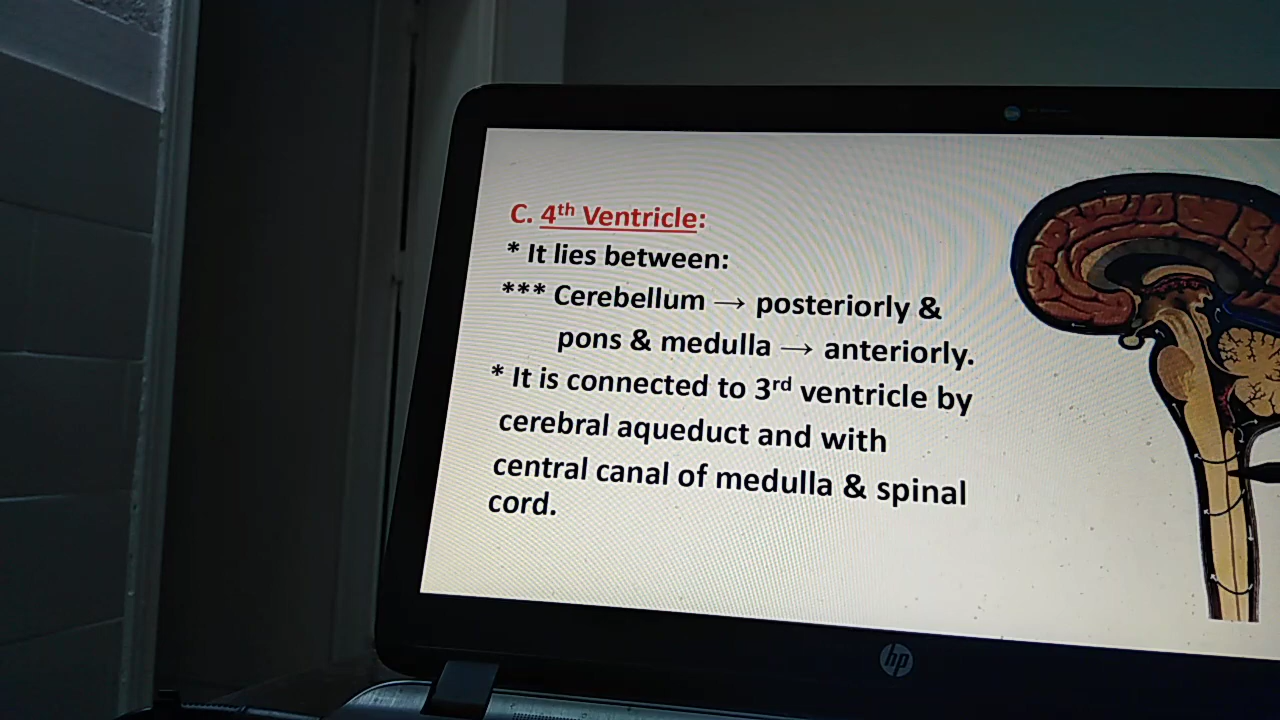 C. 4th Ventricle:
* It lies between:
*** Cerebellum → posteriorly &
pons & medulla → anteriorly.
* It is connected to 3rd ventricle by
cerebral aqueduct and with
central canal of medulla & spinal
cord.
hp